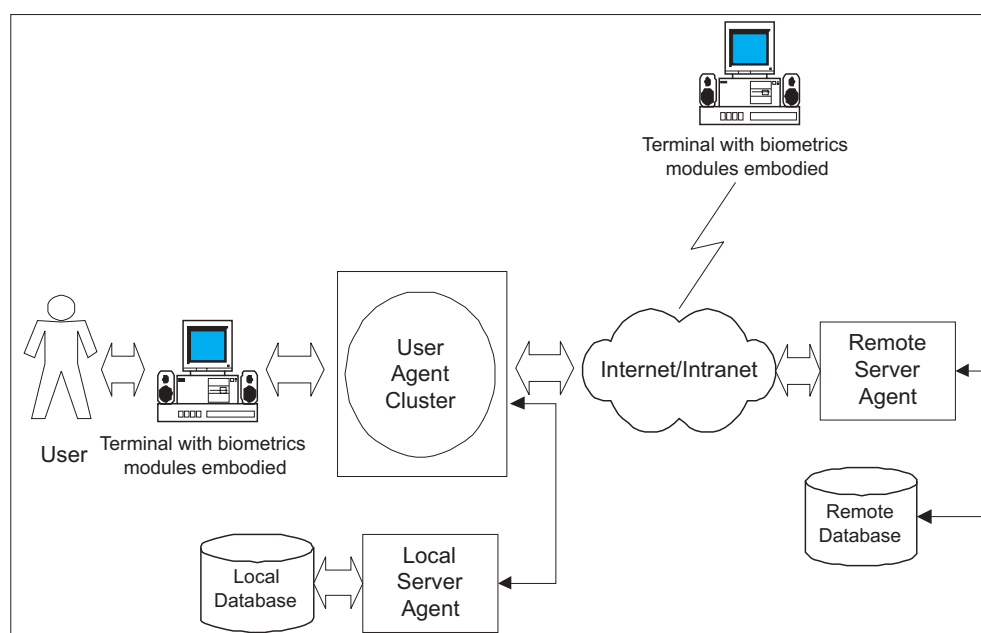 Terminal with biometrics
modules embodied
User
Agent
Cluster
Internet/Intranet
Remote
Server
Agent
User
Terminal with biometrics
modules embodied
Remote
Database
Local
Database
Local
Server
Agent